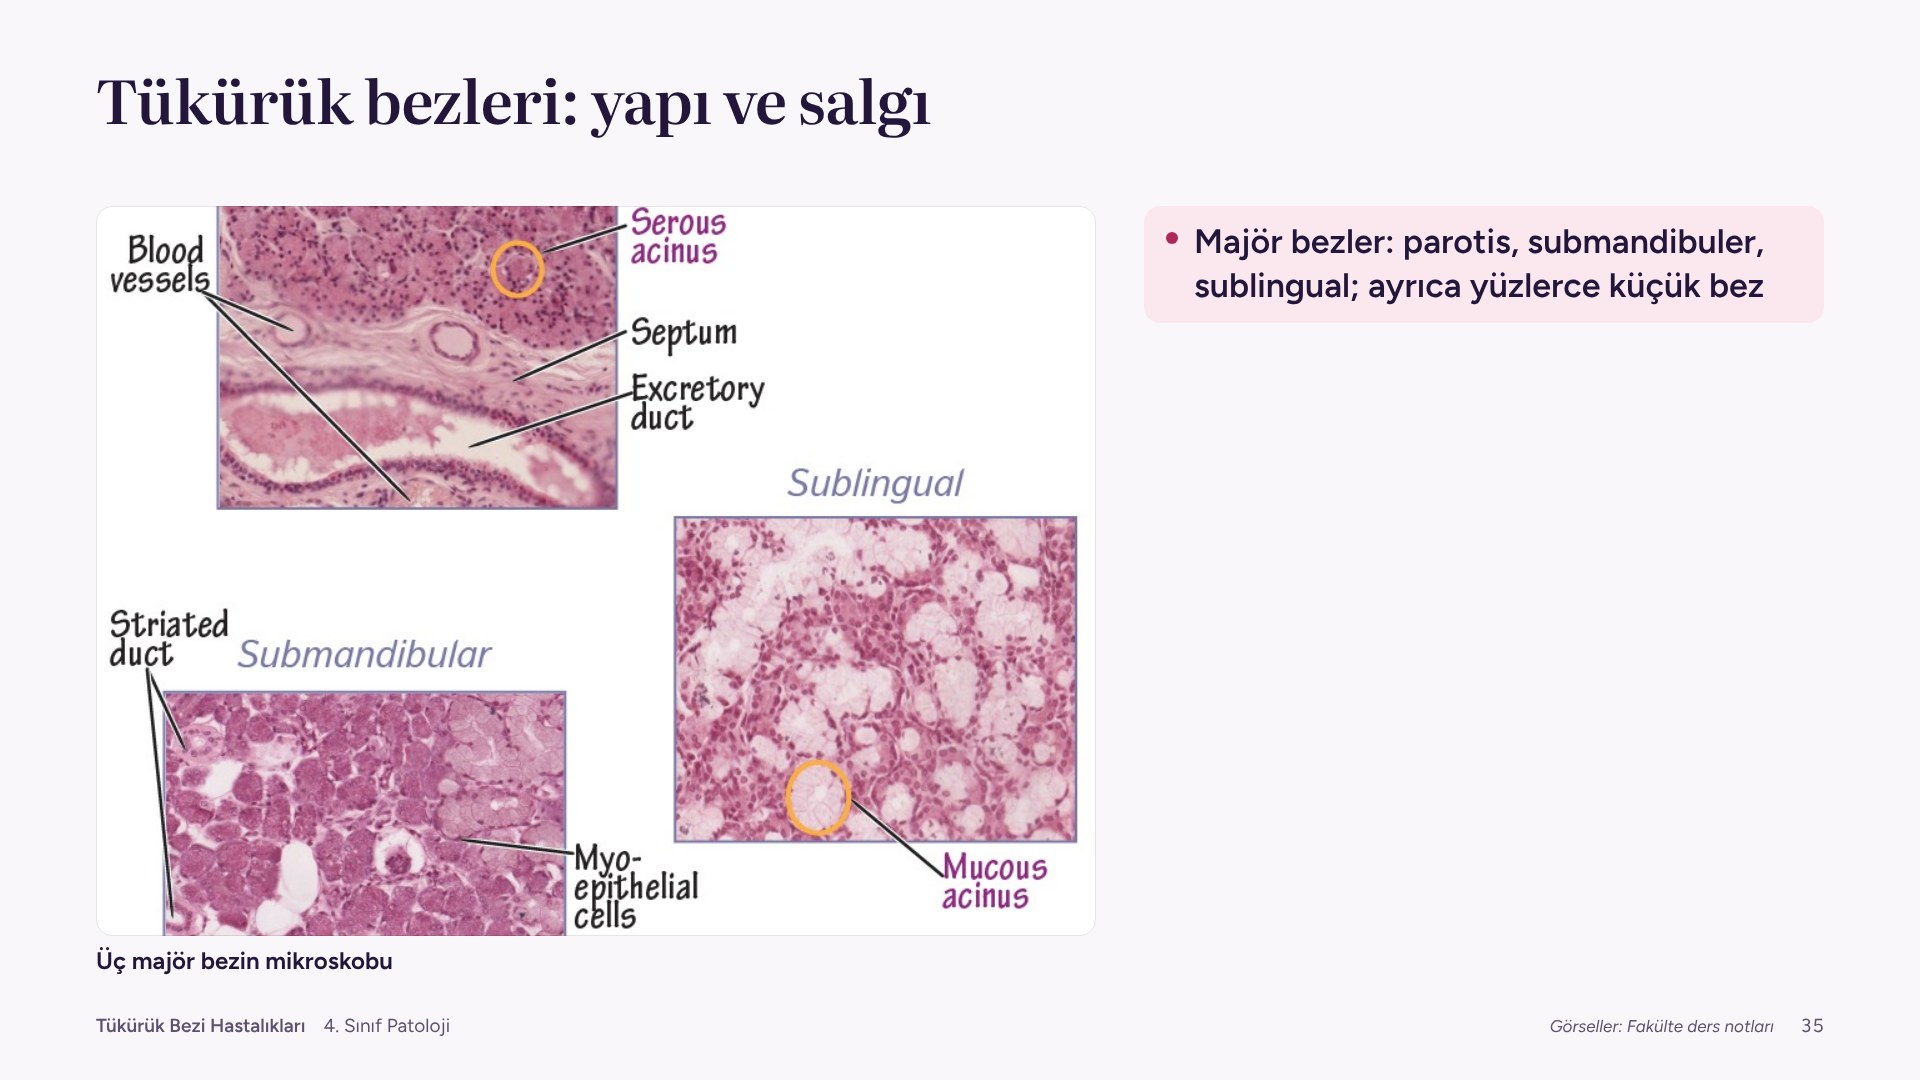 Tükürük bezleri: yapı ve salgı
Blood
vessels
Serous
acinus
Septum
Excretory
duct
Sublingual
Striated
duct
Submandibular
Myo-
epithelial
cells
Mucous
acinus
Üç majör bezin mikroskobu
• Majör bezler: parotis, submandibuler,
sublingual; ayrıca yüzlerce küçük bez
Tükürük Bezi Hastalıkları 4. Sınıf Patoloji
Görseller: Fakülte ders notları 35